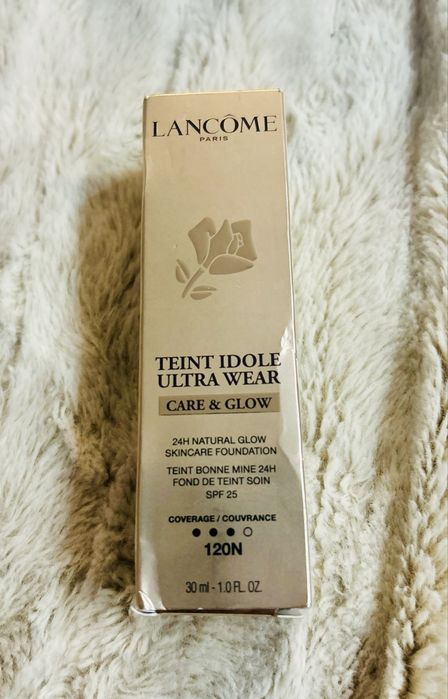 LANCÔME
PARIS
TEINT IDOLE
ULTRA WEAR
CARE & GLOW
24H NATURAL GLOW
SKINCARE FOUNDATION
TEINT BONNE MINE 24H
FOND DE TEINT SOIN
SPF 25
COVERAGE / COUVRANCE
120N
30 ml - 1.0 FL. OZ.